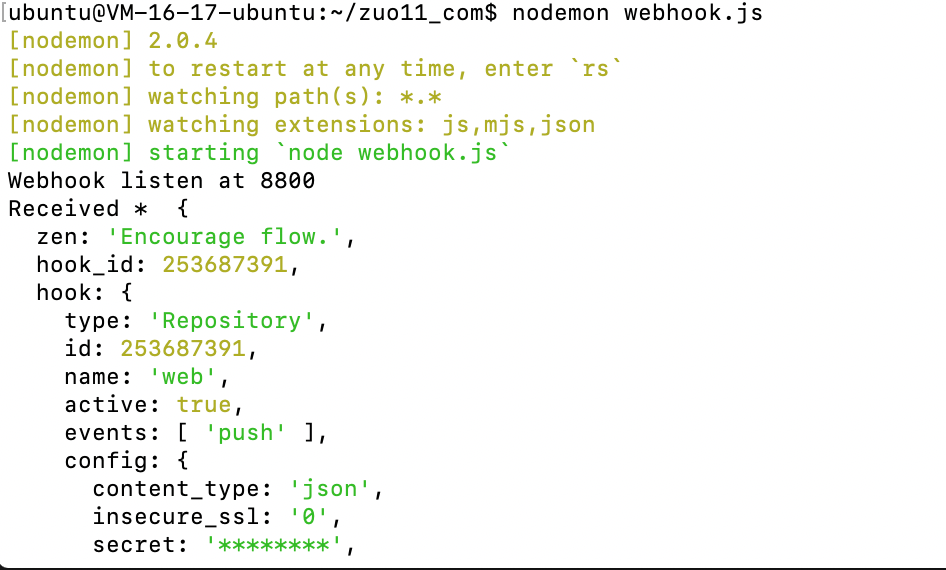 [ubuntu@VM-16-17-ubuntu:~/zuo11_com$ nodemon webhook.js
[nodemon] 2.0.4
[nodemon] to restart at any time, enter `rs`
[nodemon] watching path(s): *.*
[nodemon] watching extensions: js,mjs,json
[nodemon] starting `node webhook.js`
Webhook listen at 8800
Received *  {
  zen: 'Encourage flow.',
  hook_id: 253687391,
  hook: {
    type: 'Repository',
    id: 253687391,
    name: 'web',
    active: true,
    events: [ 'push' ],
    config: {
      content_type: 'json',
      insecure_ssl: '0',
      secret: '********',